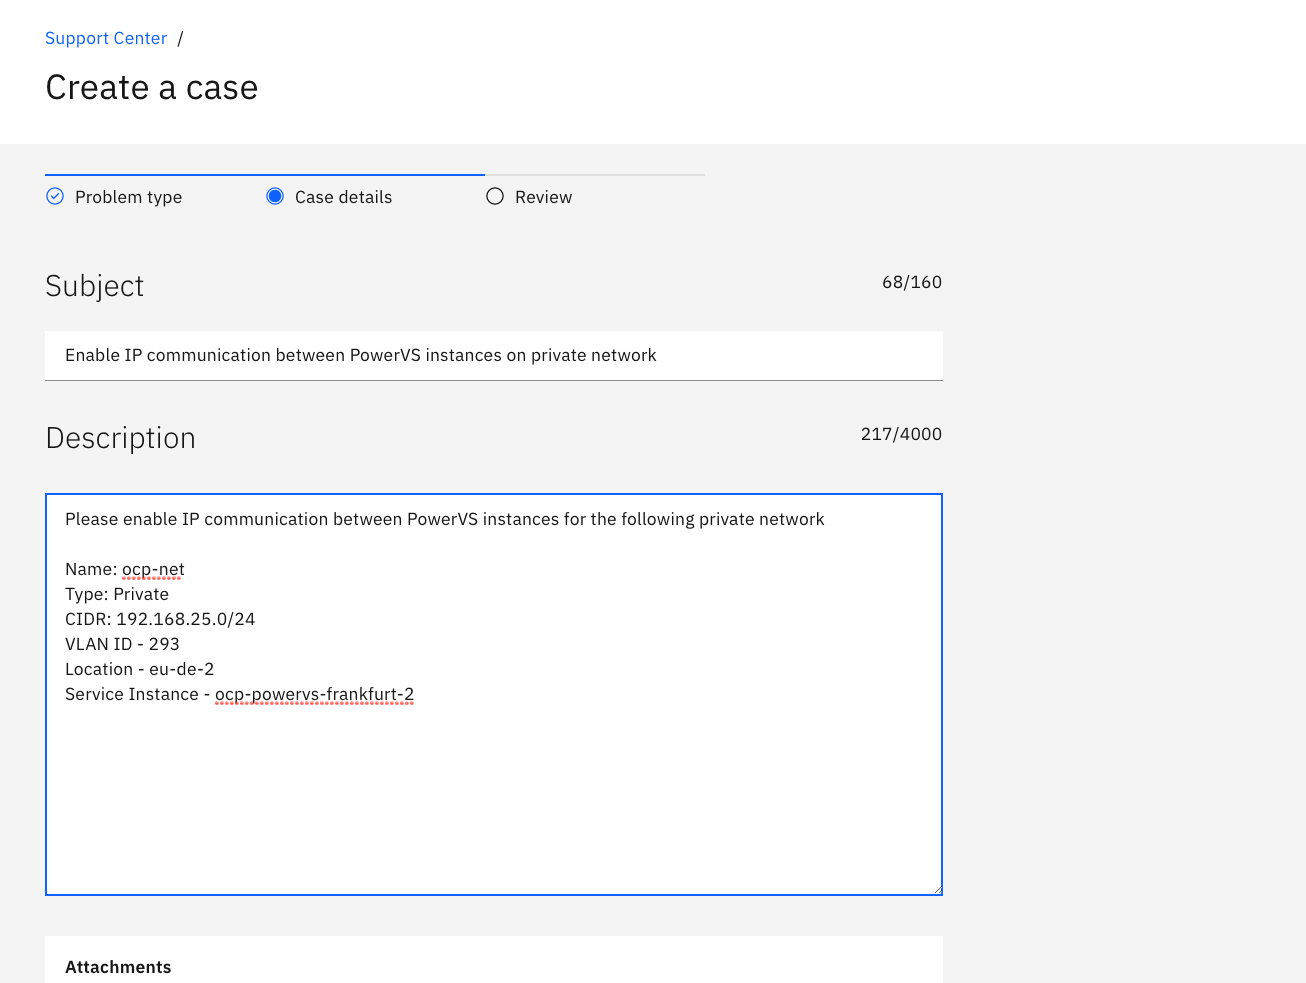 Support Center /
Create a case
Problem type
Case details
Review
Subject
68/160
Enable IP communication between PowerVS instances on private network
Description
217/4000
Please enable IP communication between PowerVS instances for the following private network
Name: ocp-net
Type: Private
CIDR: 192.168.25.0/24
VLAN ID - 293
Location - eu-de-2
Service Instance - ocp-powervs-frankfurt-2
Attachments